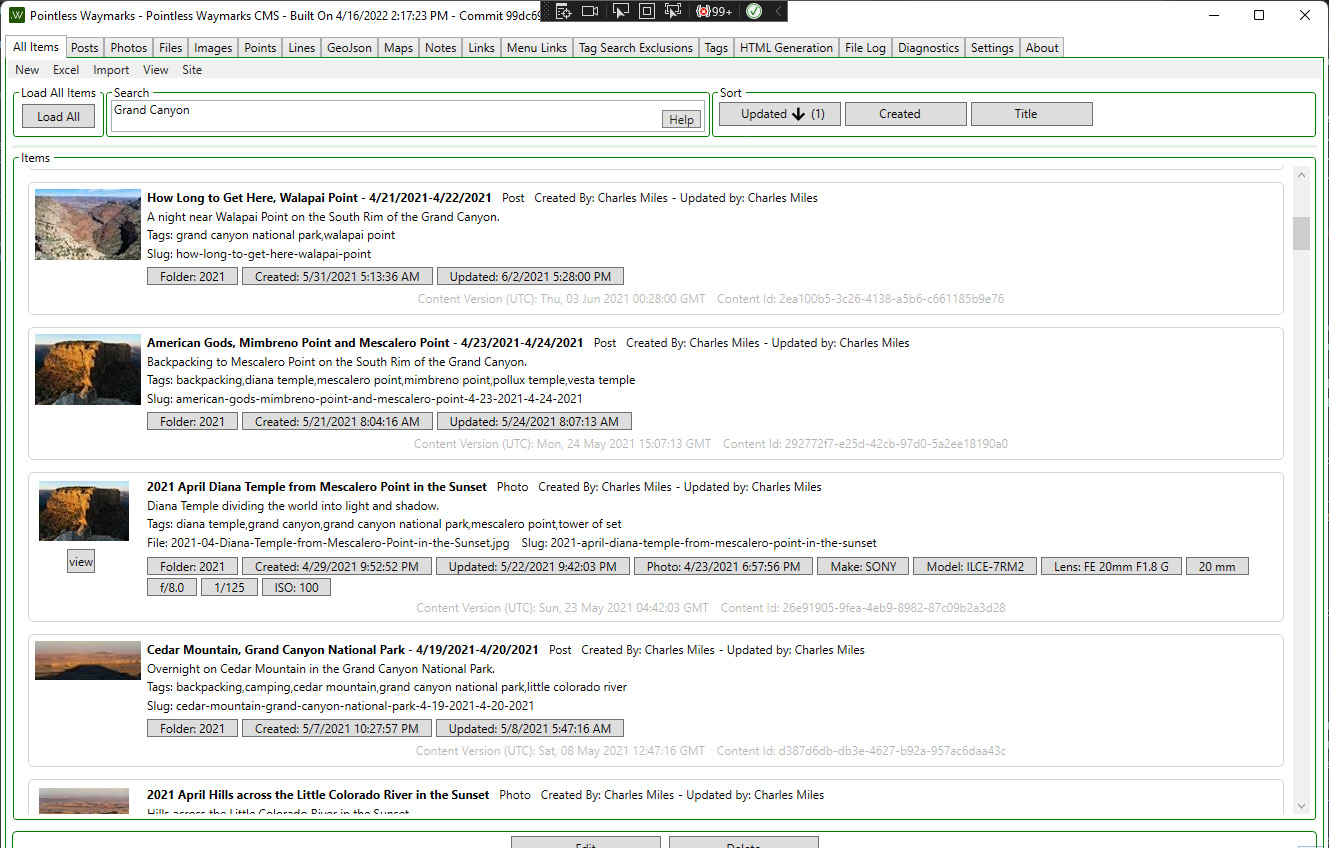 Pointless Waymarks - Pointless Waymarks CMS - Built On 4/16/2022 2:17:23 PM - Commit 99dc69
99+
All Items Posts Photos Files Images Points Lines GeoJson Maps Notes Links Menu Links Tag Search Exclusions Tags HTML Generation File Log Diagnostics Settings About
New Excel Import View Site
Load All Items Search Sort
Load All Grand Canyon Help Updated (1) Created Title
Items
How Long to Get Here, Walapai Point - 4/21/2021-4/22/2021 Post Created By: Charles Miles - Updated by: Charles Miles
A night near Walapai Point on the South Rim of the Grand Canyon.
Tags: grand canyon national park,walapai point
Slug: how-long-to-get-here-walapai-point
Folder: 2021 Created: 5/31/2021 5:13:36 AM Updated: 6/2/2021 5:28:00 PM
Content Version (UTC): Thu, 03 Jun 2021 00:28:00 GMT Content Id: 2ea100b5-3c26-4138-a5b6-c661185b9e76
American Gods, Mimbreno Point and Mescalero Point - 4/23/2021-4/24/2021 Post Created By: Charles Miles - Updated by: Charles Miles
Backpacking to Mescalero Point on the South Rim of the Grand Canyon.
Tags: backpacking,diana temple,mescalero point,mimbreno point,pollux temple,vesta temple
Slug: american-gods-mimbreno-point-and-mescalero-point-4-23-2021-4-24-2021
Folder: 2021 Created: 5/21/2021 8:04:16 AM Updated: 5/24/2021 8:07:13 AM
Content Version (UTC): Mon, 24 May 2021 15:07:13 GMT Content Id: 292772f7-e25d-42cb-97d0-5a2ee18190a0
2021 April Diana Temple from Mescalero Point in the Sunset Photo Created By: Charles Miles - Updated by: Charles Miles
Diana Temple dividing the world into light and shadow.
Tags: diana temple,grand canyon,grand canyon national park,mescalero point,tower of set
File: 2021-04-Diana-Temple-from-Mescalero-Point-in-the-Sunset.jpg Slug: 2021-april-diana-temple-from-mescalero-point-in-the-sunset
view Folder: 2021 Created: 4/29/2021 9:52:52 PM Updated: 5/22/2021 9:42:03 PM Photo: 4/23/2021 6:57:56 PM Make: SONY Model: ILCE-7RM2 Lens: FE 20mm F1.8 G 20 mm
f/8.0 1/125 ISO: 100
Content Version (UTC): Sun, 23 May 2021 04:42:03 GMT Content Id: 26e91905-9fea-4eb9-8982-87c09b2a3d28
Cedar Mountain, Grand Canyon National Park - 4/19/2021-4/20/2021 Post Created By: Charles Miles - Updated by: Charles Miles
Overnight on Cedar Mountain in the Grand Canyon National Park.
Tags: backpacking,camping,cedar mountain,grand canyon national park,little colorado river
Slug: cedar-mountain-grand-canyon-national-park-4-19-2021-4-20-2021
Folder: 2021 Created: 5/7/2021 10:27:57 PM Updated: 5/8/2021 5:47:16 AM
Content Version (UTC): Sat, 08 May 2021 12:47:16 GMT Content Id: d387d6db-db3e-4627-b92a-957ac6daa43c
2021 April Hills across the Little Colorado River in the Sunset Photo Created By: Charles Miles - Updated by: Charles Miles
Hills across the Little Colorado River in the Sunset.
Edit Delete